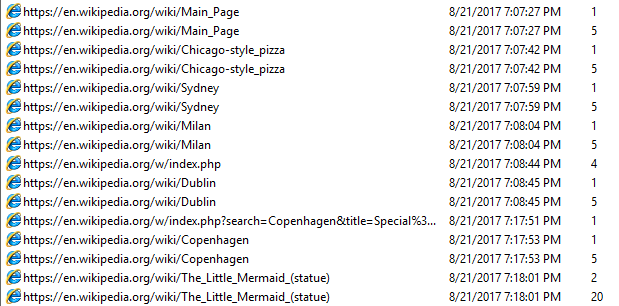 https://en.wikipedia.org/wiki/Main_Page 8/21/2017 7:07:27 PM 1
https://en.wikipedia.org/wiki/Main_Page 8/21/2017 7:07:27 PM 5
https://en.wikipedia.org/wiki/Chicago-style_pizza 8/21/2017 7:07:42 PM 1
https://en.wikipedia.org/wiki/Chicago-style_pizza 8/21/2017 7:07:42 PM 5
https://en.wikipedia.org/wiki/Sydney 8/21/2017 7:07:59 PM 1
https://en.wikipedia.org/wiki/Sydney 8/21/2017 7:07:59 PM 5
https://en.wikipedia.org/wiki/Milan 8/21/2017 7:08:04 PM 1
https://en.wikipedia.org/wiki/Milan 8/21/2017 7:08:04 PM 5
https://en.wikipedia.org/w/index.php 8/21/2017 7:08:44 PM 4
https://en.wikipedia.org/wiki/Dublin 8/21/2017 7:08:45 PM 1
https://en.wikipedia.org/wiki/Dublin 8/21/2017 7:08:45 PM 5
https://en.wikipedia.org/w/index.php?search=Copenhagen&title=Special%3... 8/21/2017 7:17:51 PM 1
https://en.wikipedia.org/wiki/Copenhagen 8/21/2017 7:17:53 PM 1
https://en.wikipedia.org/wiki/Copenhagen 8/21/2017 7:17:53 PM 5
https://en.wikipedia.org/wiki/The_Little_Mermaid_(statue) 8/21/2017 7:18:01 PM 2
https://en.wikipedia.org/wiki/The_Little_Mermaid_(statue) 8/21/2017 7:18:01 PM 20